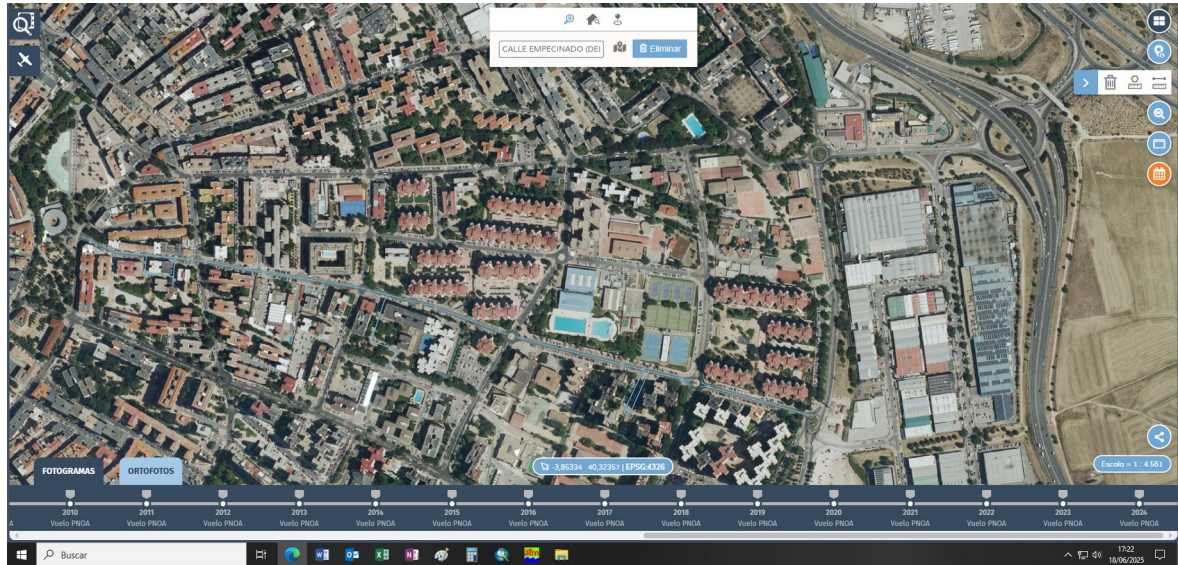 CALLE EMPECINADO (DEI
Eliminar
-3,85334 40,32357 | EPSG:4326
Escala = 1 : 4.561
FOTOGRAMAS
ORTOFOTOS
2010 2011 2012 2013 2014 2015 2016 2017 2018 2019 2020 2021 2022 2023 2024
A Vuelo PNOA Vuelo PNOA Vuelo PNOA Vuelo PNOA Vuelo PNOA Vuelo PNOA Vuelo PNOA Vuelo PNOA Vuelo PNOA Vuelo PNOA Vuelo PNOA Vuelo PNOA Vuelo PNOA Vuelo PNOA Vuelo PNOA
Buscar
atm
17:22
18/06/2025